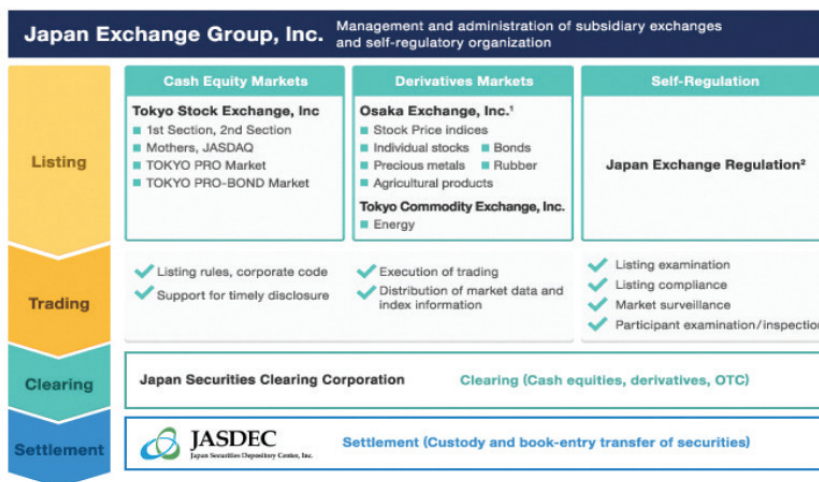 Japan Exchange Group, Inc.
Management and administration of subsidiary exchanges
and self-regulatory organization
Listing
Trading
Clearing
Settlement
Cash Equity Markets
Tokyo Stock Exchange, Inc
1st Section, 2nd Section
Mothers, JASDAQ
TOKYO PRO Market
TOKYO PRO-BOND Market
Derivatives Markets
Osaka Exchange, Inc.¹
Stock Price indices
Individual stocks
Bonds
Precious metals
Rubber
Agricultural products
Tokyo Commodity Exchange, Inc.
Energy
Self-Regulation
Japan Exchange Regulation²
Listing rules, corporate code
Support for timely disclosure
Execution of trading
Distribution of market data and
index information
Listing examination
Listing compliance
Market surveillance
Participant examination/inspection
Japan Securities Clearing Corporation
Clearing (Cash equities, derivatives, OTC)
JASDEC
Japan Securities Depository Center, Inc.
Settlement (Custody and book-entry transfer of securities)